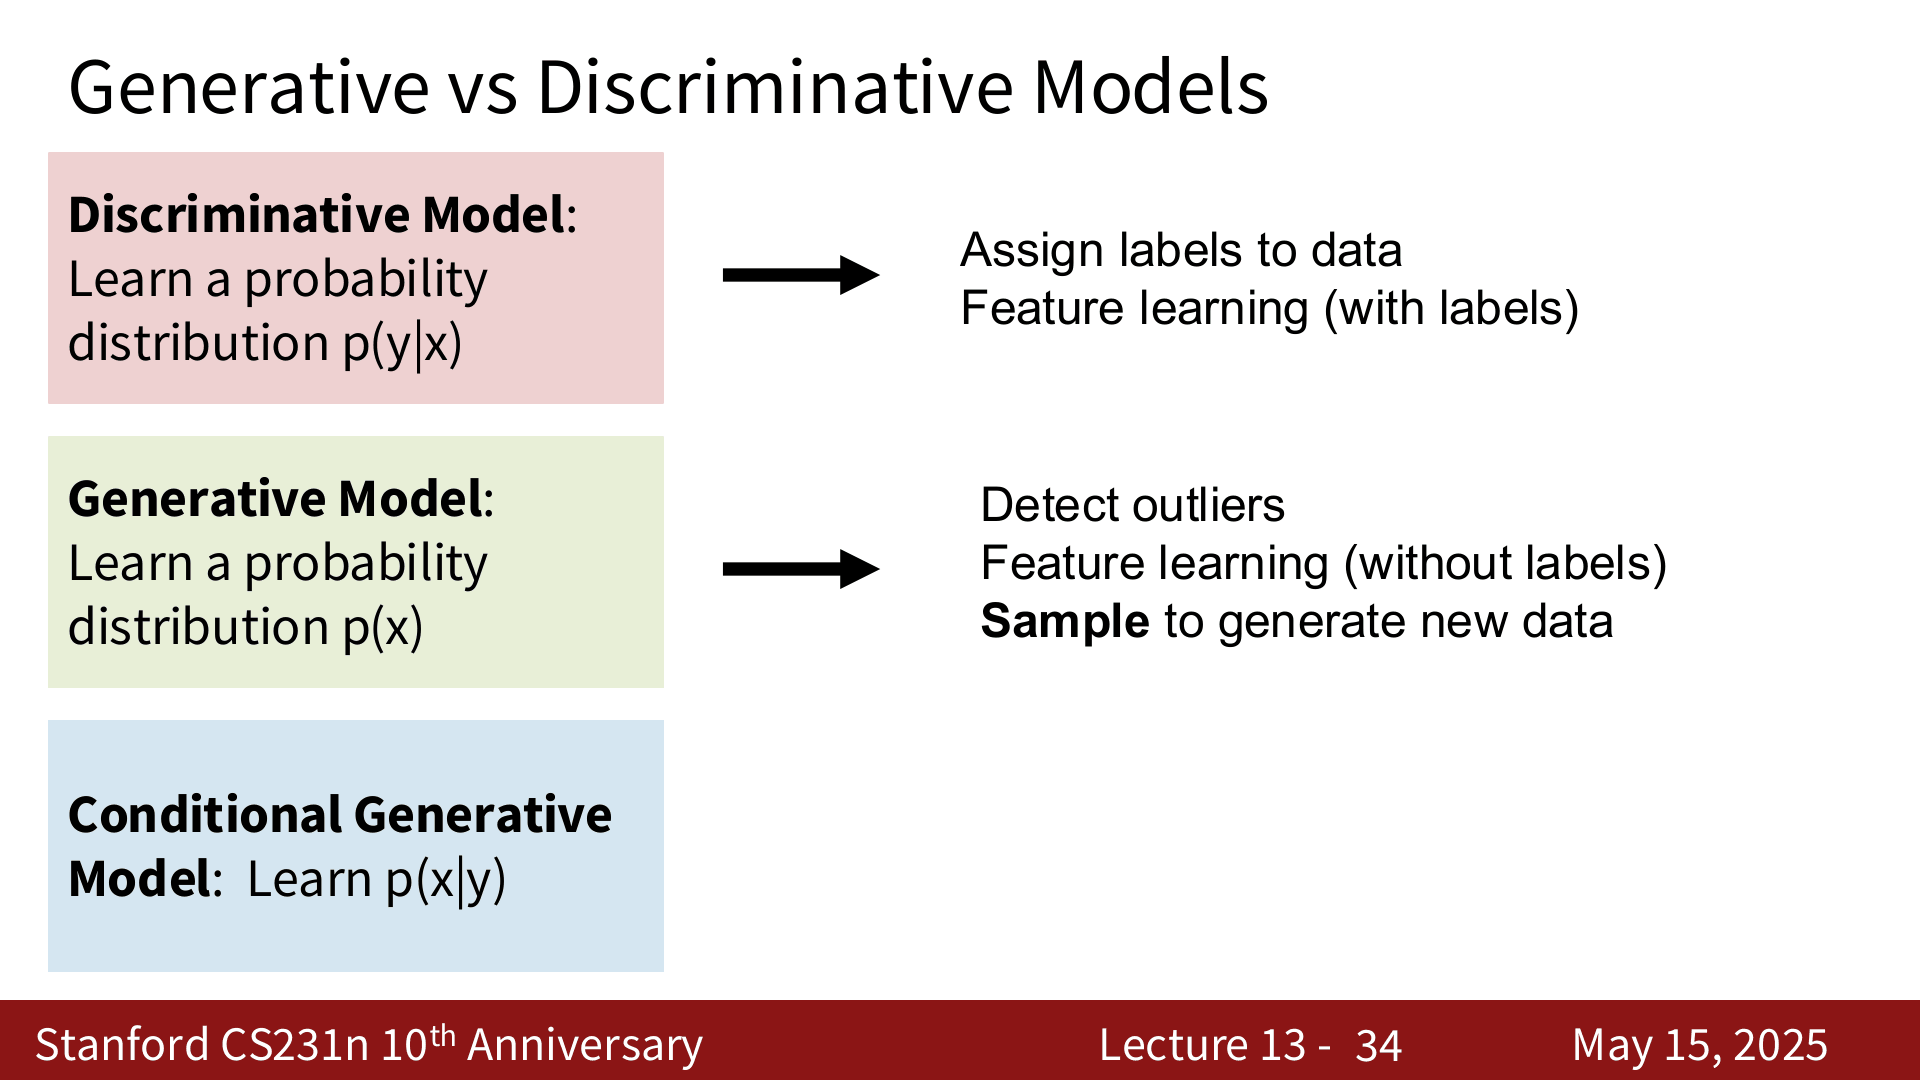 Generative vs Discriminative Models
Discriminative Model:
Learn a probability
distribution p(y|x)
Assign labels to data
Feature learning (with labels)
Generative Model:
Learn a probability
distribution p(x)
Detect outliers
Feature learning (without labels)
Sample to generate new data
Conditional Generative
Model: Learn p(x|y)
Stanford CS231n 10th Anniversary
Lecture 13 - 34
May 15, 2025